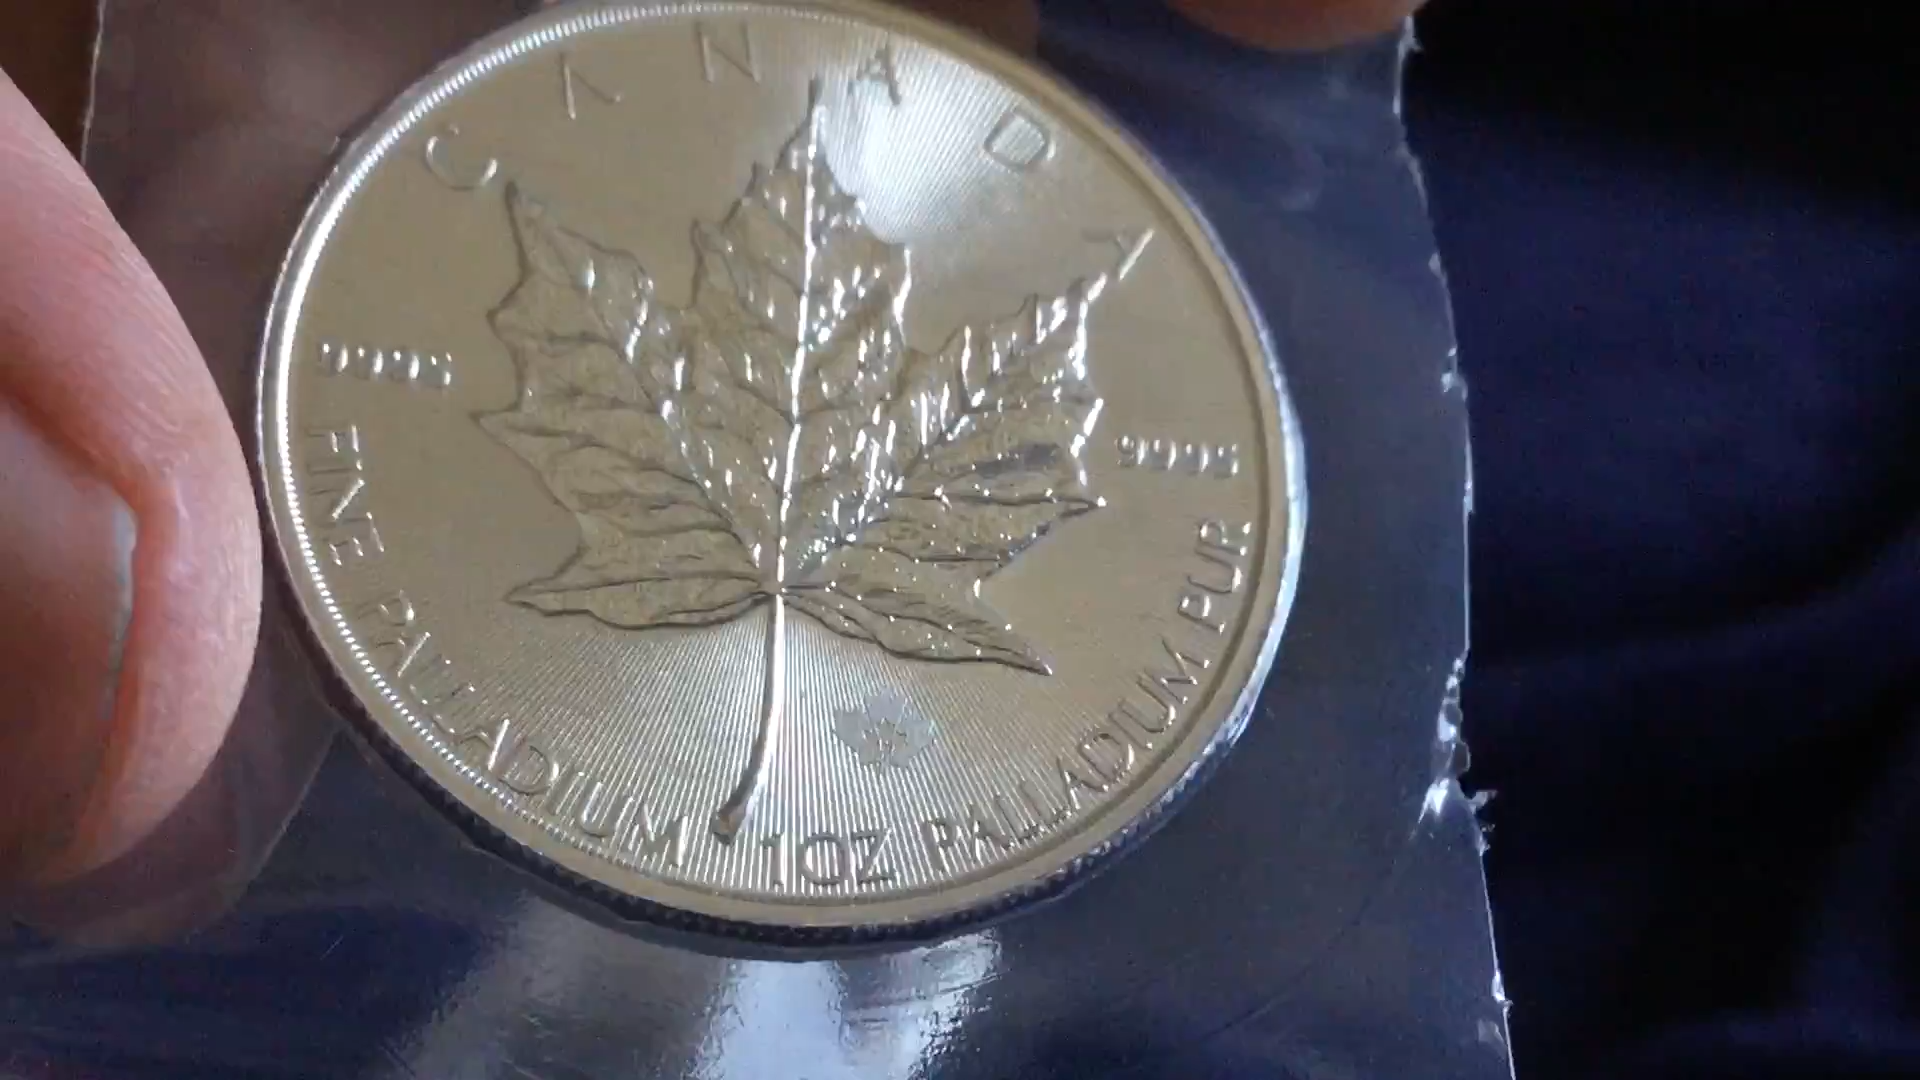 CANADA
9995
9995
FINE PALLADIUM 1 OZ PALLADIUM PUR